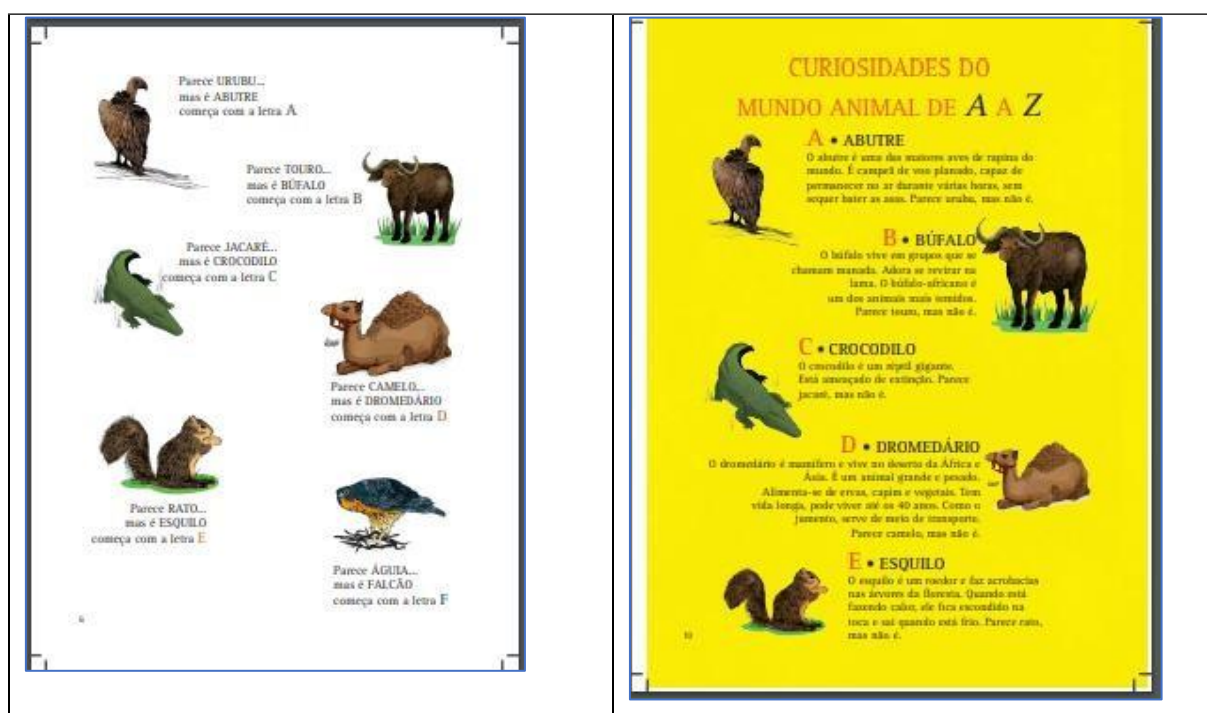 Parece URUBU...
mas é ABUTRE
começa com a letra A
Parece TOURO...
mas é BÚFALO
começa com a letra B
Parece JACARÉ...
mas é CROCODILO
começa com a letra C
Parece CAMELO...
mas é DROMEDÁRIO
começa com a letra D
Parece RATO...
mas é ESQUILO
começa com a letra E
Parece ÁGUIA...
mas é FALCÃO
começa com a letra F
CURIOSIDADES DO
MUNDO ANIMAL DE A A Z
A • ABUTRE
O abutre é uma das maiores aves de rapina do
mundo. É campeã de voo planado, capaz de
permanecer no ar durante várias horas, sem
sequer bater as asas. Parece urubu, mas não é.
B • BÚFALO
O búfalo vive em grupos que se
chamam manada. Adora se revirar na
lama. O búfalo-africano é
um dos animais mais temidos.
Parece touro, mas não é.
C • CROCODILO
O crocodilo é um réptil gigante.
Está ameaçado de extinção. Parece
jacaré, mas não é.
D • DROMEDÁRIO
O dromedário é mamífero e vive no deserto da África e
Ásia. É um animal grande e pesado.
Alimenta-se de ervas, capim e vegetais. Tem
vida longa, pode viver até os 40 anos. Como o
jumento, serve de meio de transporte.
Parece camelo, mas não é.
E • ESQUILO
O esquilo é um roedor e faz acrobacias
nas árvores da floresta. Quando está
fazendo calor, ele fica escondido na
toca e sai quando está frio. Parece rato,
mas não é.
10